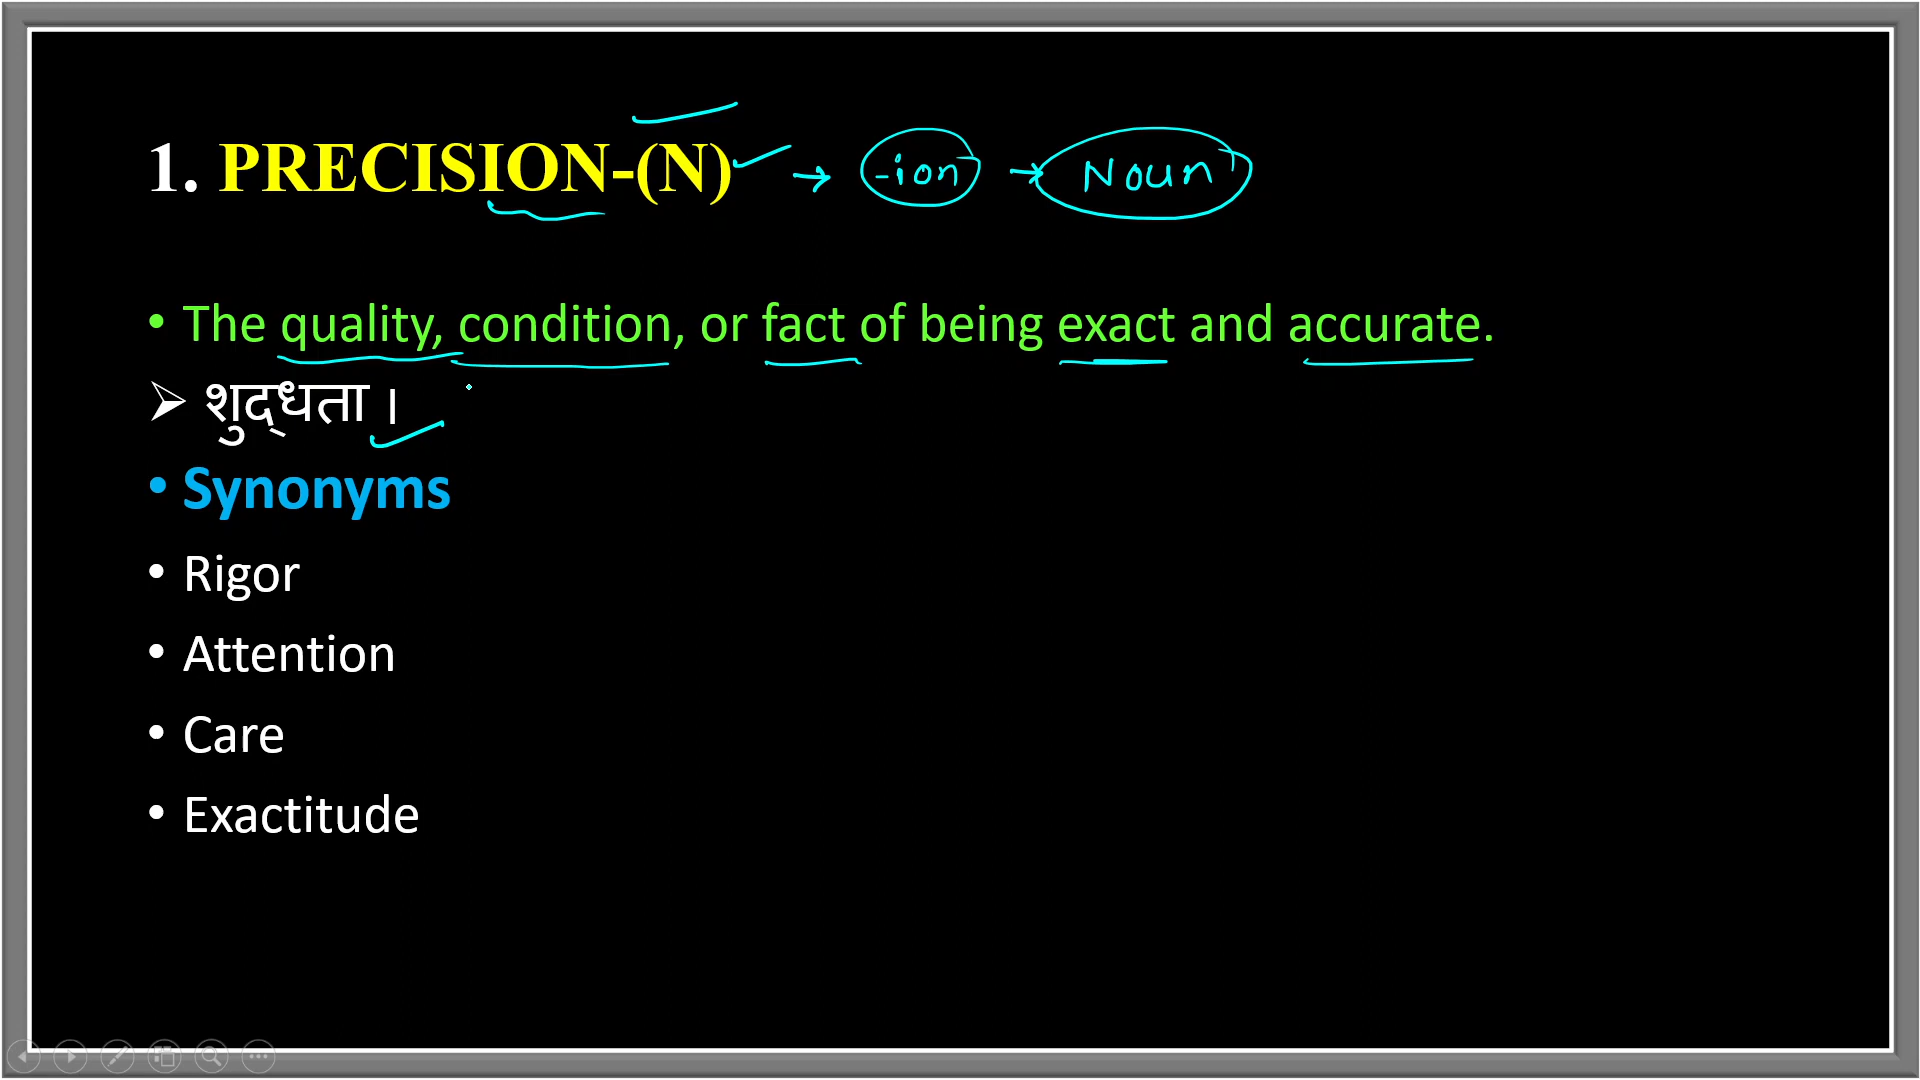 1. PRECISION-(N) → -ion → Noun
• The quality, condition, or fact of being exact and accurate.
➢ शुद्धता ।
• Synonyms
• Rigor
• Attention
• Care
• Exactitude